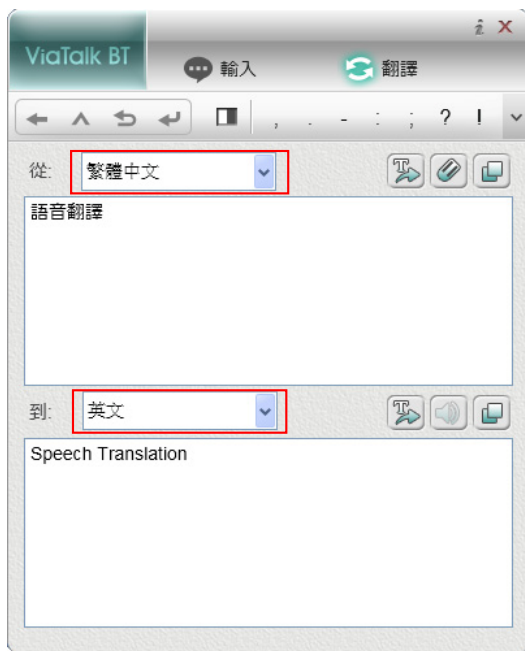 ViaTalk BT
輸入
翻譯
, . - : ; ? !
從:
繁體中文
語音翻譯
到:
英文
Speech Translation